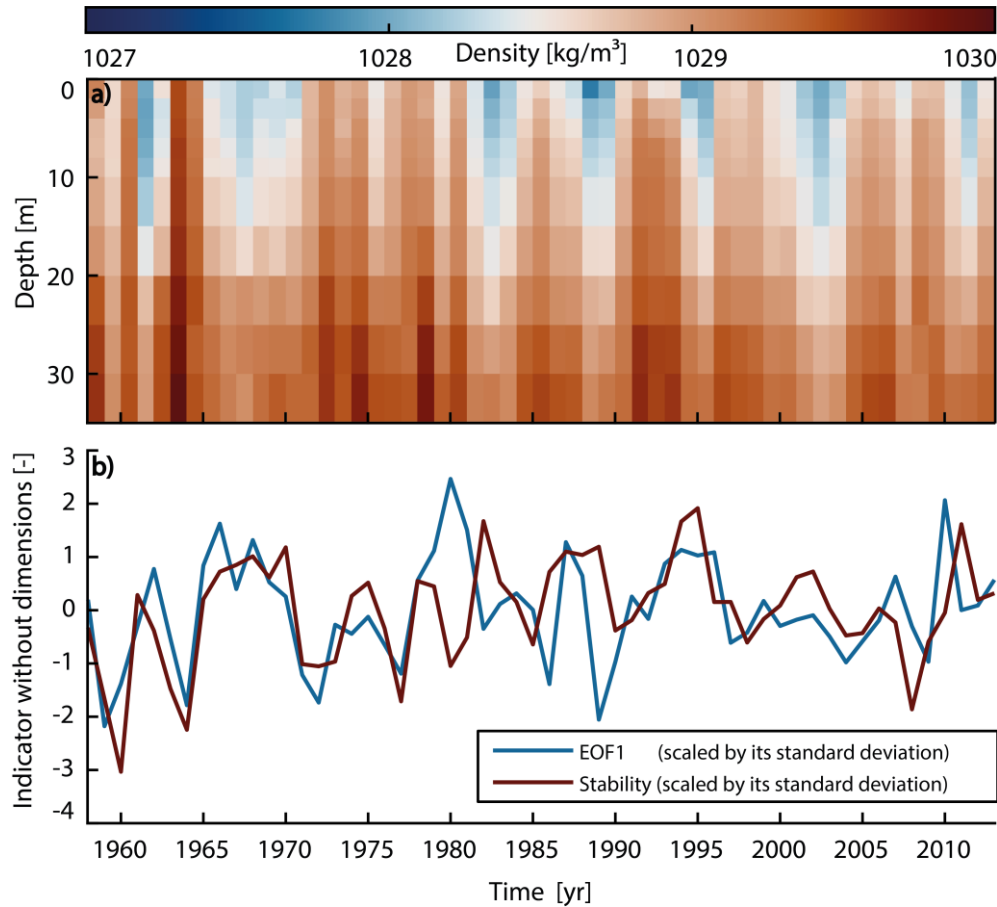 1027 1028 1029 1030
Density [kg/m³]
a)
Depth [m]
0
10
20
30
b)
Indicator without dimensions [-]
3
2
1
0
-1
-2
-3
-4
EOF1 (scaled by its standard deviation)
Stability (scaled by its standard deviation)
1960 1965 1970 1975 1980 1985 1990 1995 2000 2005 2010
Time [yr]